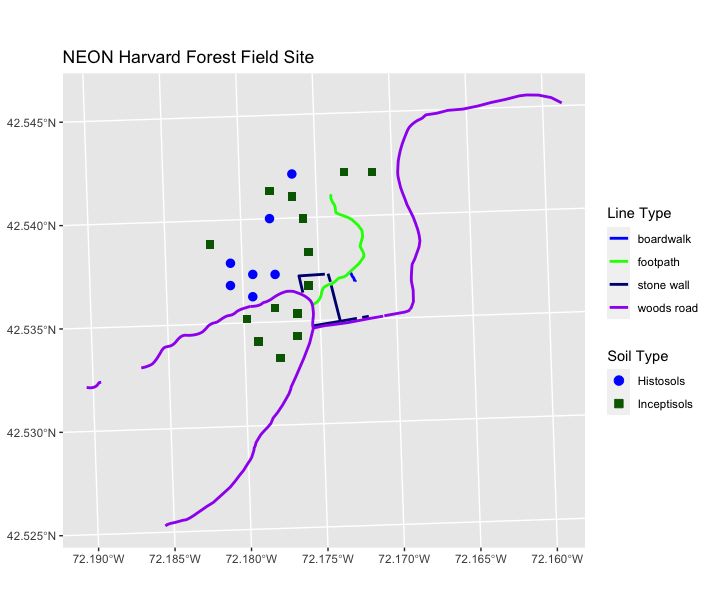 NEON Harvard Forest Field Site
42.545°N
42.540°N
42.535°N
42.530°N
42.525°N
72.190°W 72.185°W 72.180°W 72.175°W 72.170°W 72.165°W 72.160°W
Line Type
boardwalk
footpath
stone wall
woods road
Soil Type
Histosols
Inceptisols